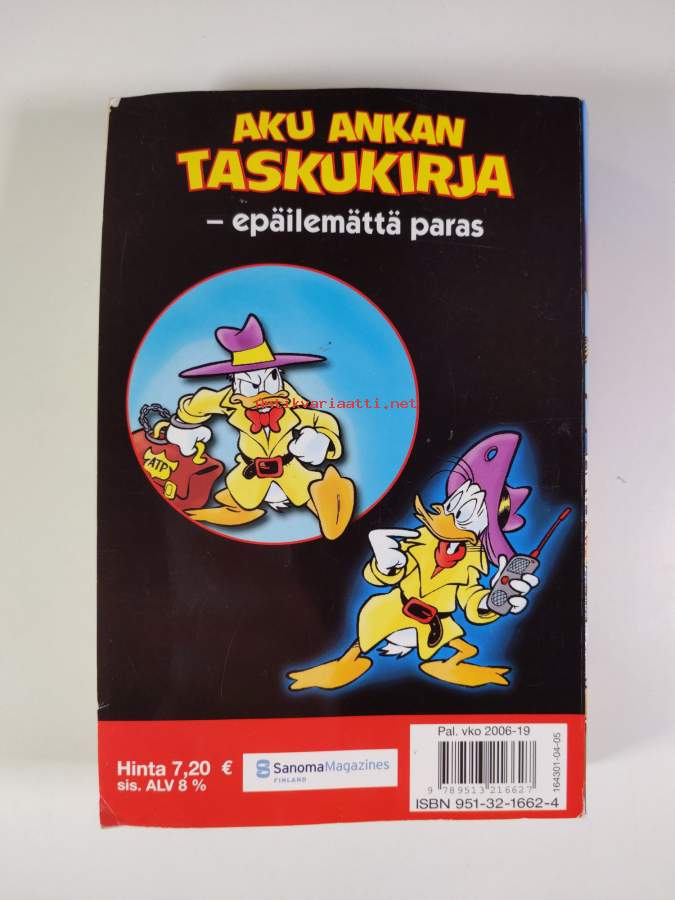 AKU ANKAN
TASKUKIRJA
– epäilemättä paras
Antikvariaatti.net
ATP
Hinta 7,20 €
sis. ALV 8 %
SanomaMagazines
FINLAND
Pal. vko 2006-19
9 789513 216627
ISBN 951-32-1662-4
164301-04-05